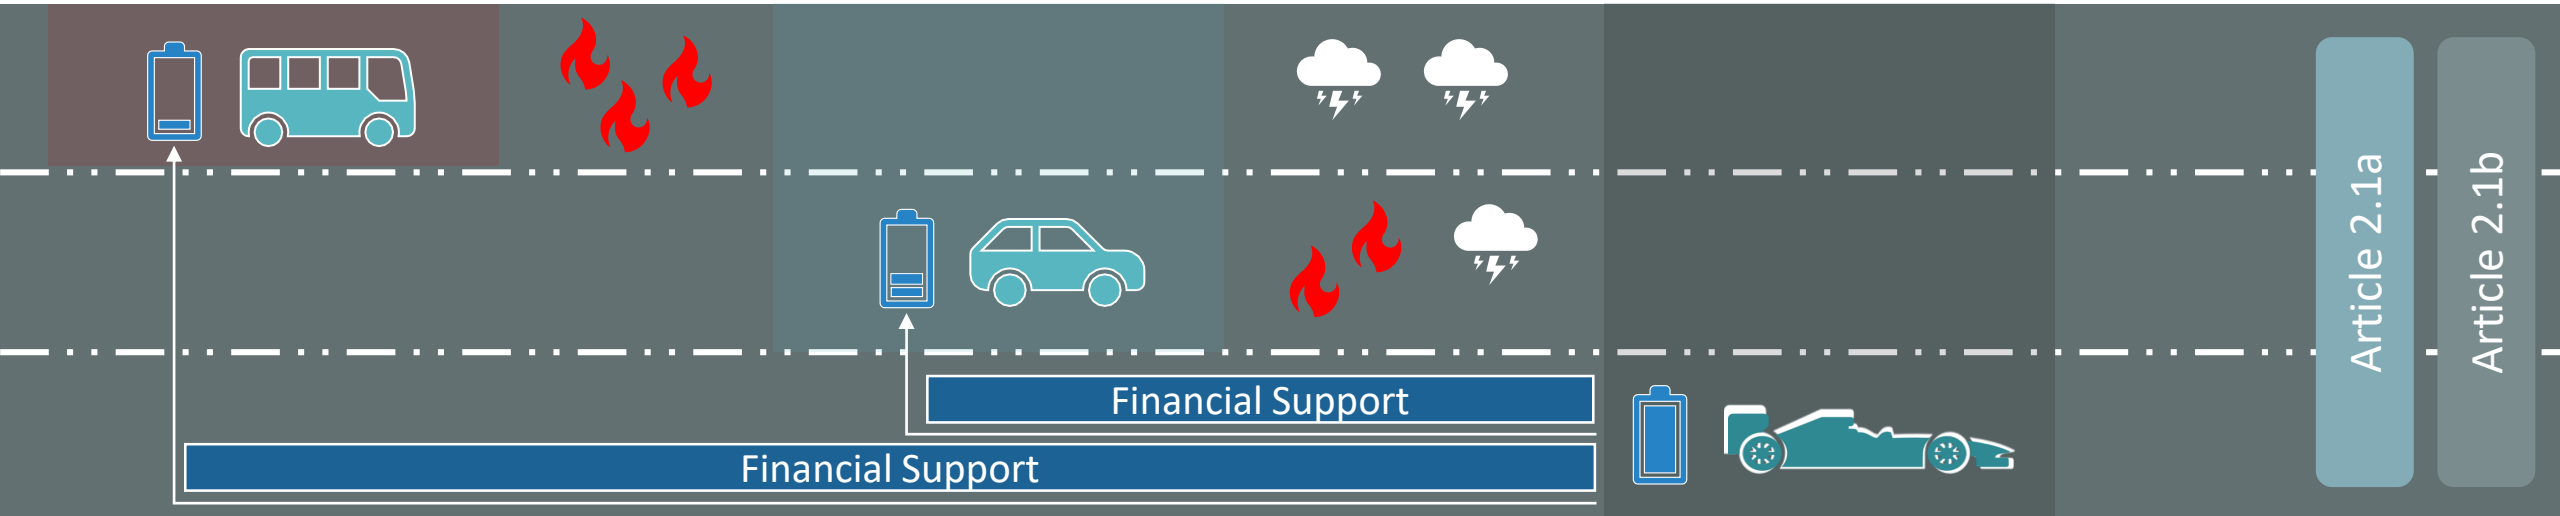 Financial Support
Financial Support
Article 2.1a
Article 2.1b